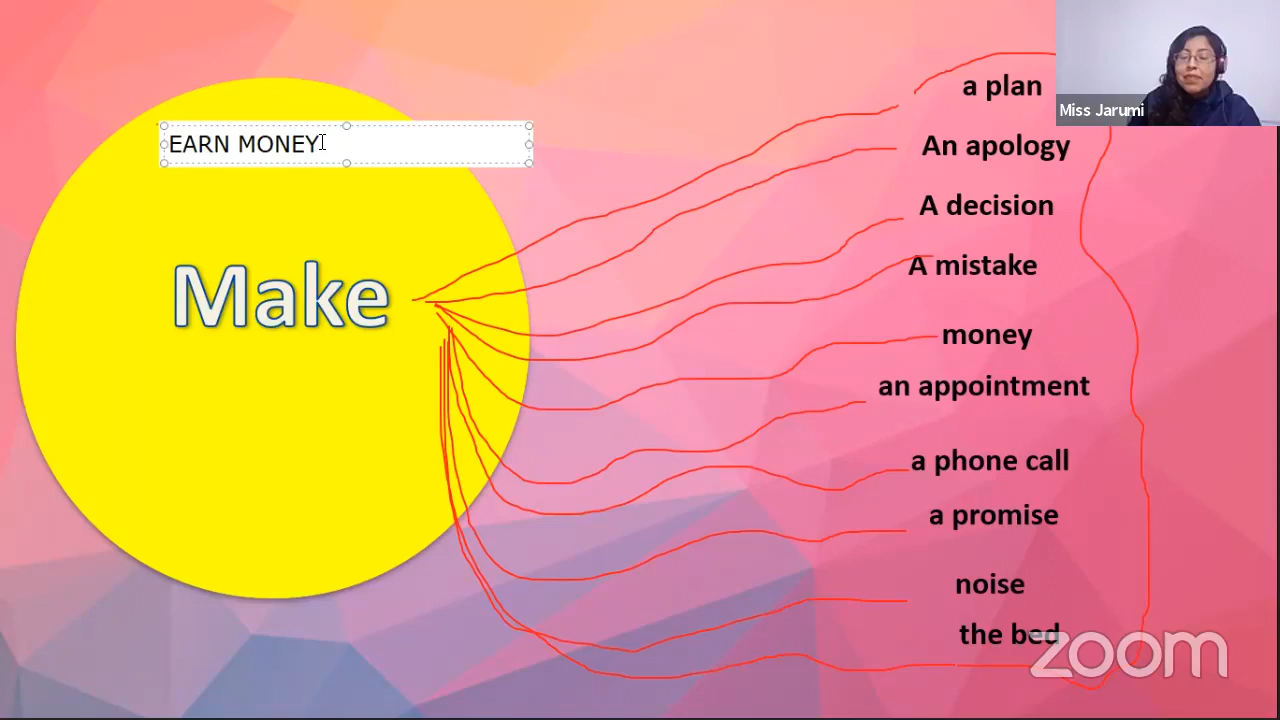 EARN MONEY
Make
a plan
An apology
A decision
A mistake
money
an appointment
a phone call
a promise
noise
the bed
Miss Jarumi
zoom